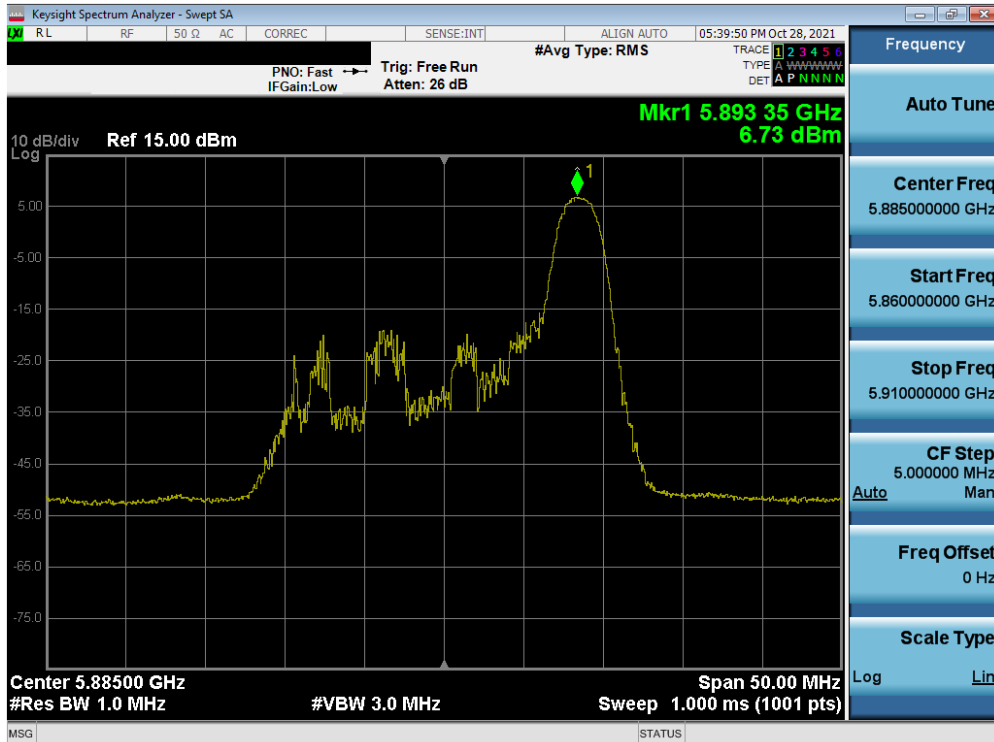 Keysight Spectrum Analyzer - Swept SA
LXI RL RF 50 Ω AC CORREC SENSE:INT ALIGN AUTO 05:39:50 PM Oct 28, 2021
#Avg Type: RMS
TRACE 1 2 3 4 5 6
PNO: Fast Trig: Free Run
TYPE A WWWWW
IFGain:Low Atten: 26 dB
DET A P N N N N
Mkr1 5.893 35 GHz
6.73 dBm
10 dB/div Ref 15.00 dBm
Log
1
5.00
-5.00
-15.0
-25.0
-35.0
-45.0
-55.0
-65.0
-75.0
Center 5.88500 GHz Span 50.00 MHz
#Res BW 1.0 MHz #VBW 3.0 MHz Sweep 1.000 ms (1001 pts)
MSG STATUS
Frequency
Auto Tune
Center Freq
5.885000000 GHz
Start Freq
5.860000000 GHz
Stop Freq
5.910000000 GHz
CF Step
5.000000 MHz
Auto Man
Freq Offset
0 Hz
Scale Type
Log Lin